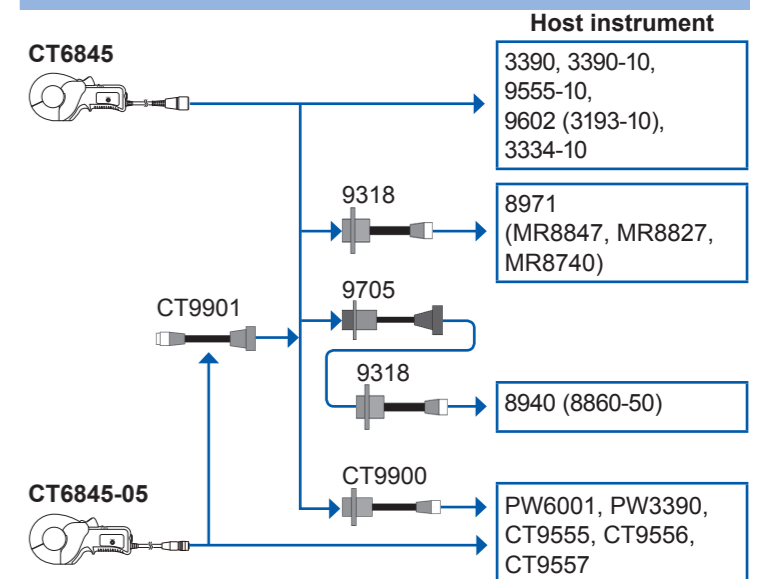 Host instrument
CT6845
3390, 3390-10,
9555-10,
9602 (3193-10),
3334-10
9318
8971
(MR8847, MR8827,
MR8740)
9705
CT9901
9318
8940 (8860-50)
CT9900
CT6845-05
PW6001, PW3390,
CT9555, CT9556,
CT9557